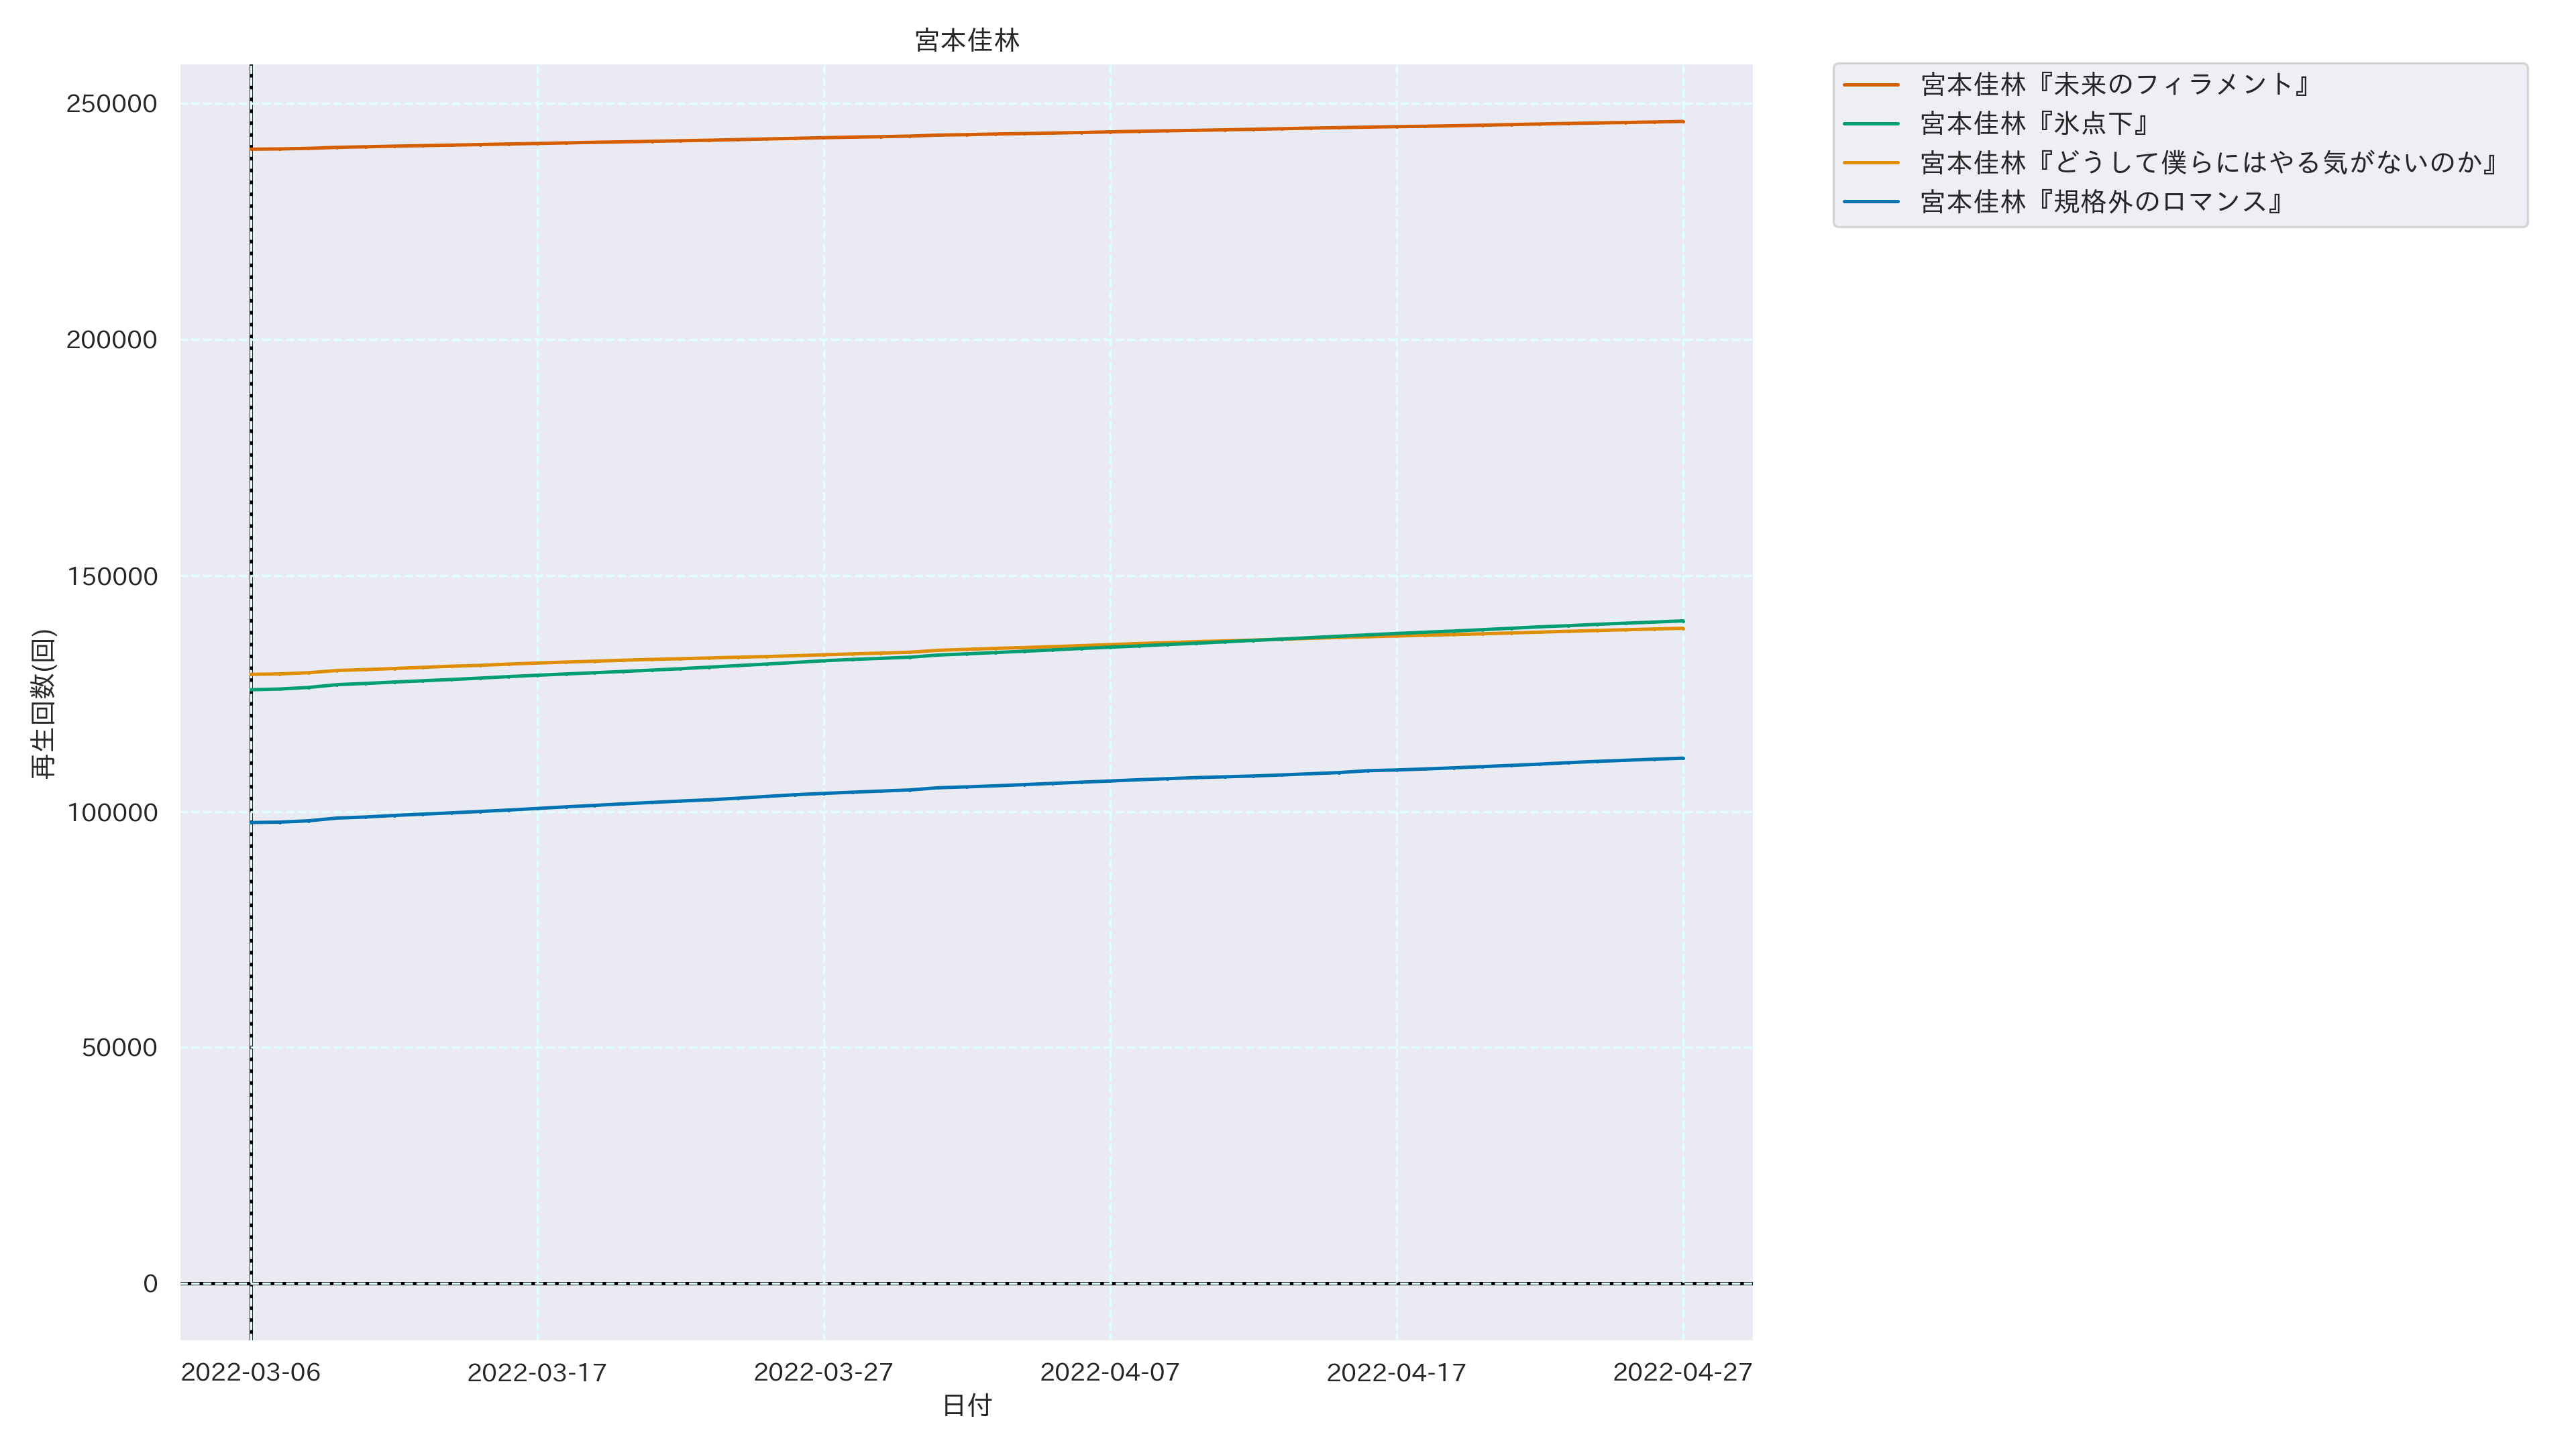 宮本佳林
250000
200000
150000
100000
50000
0
再生回数(回)
2022-03-06
2022-03-17
2022-03-27
2022-04-07
2022-04-17
2022-04-27
日付
宮本佳林『未来のフィラメント』
宮本佳林『氷点下』
宮本佳林『どうして僕らにはやる気がないのか』
宮本佳林『規格外のロマンス』